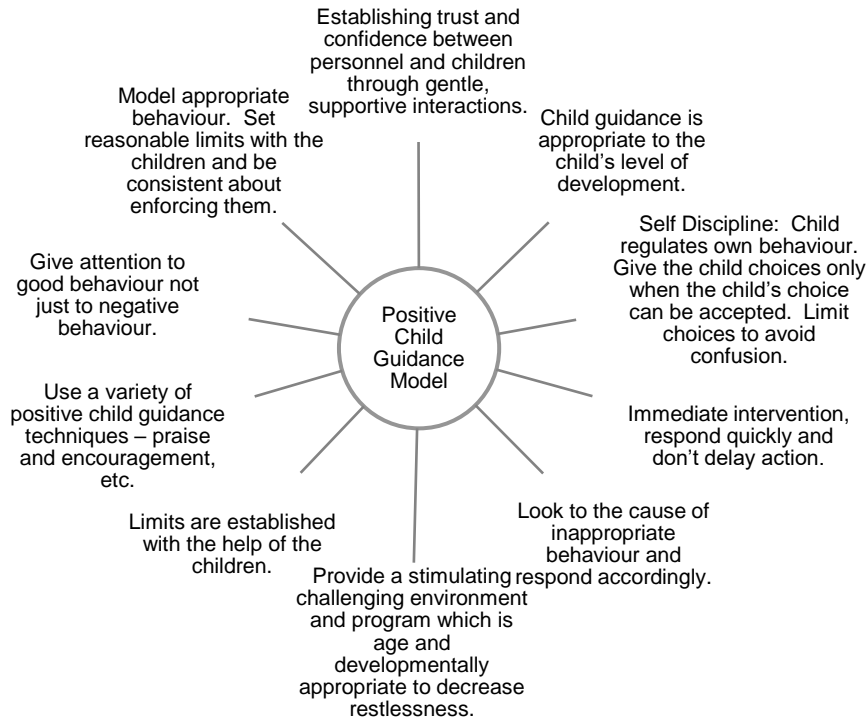 Establishing trust and
confidence between
personnel and children
through gentle,
supportive interactions.
Child guidance is
appropriate to the
child’s level of
development.
Self Discipline:  Child
regulates own behaviour.
Give the child choices only
when the child’s choice
can be accepted.  Limit
choices to avoid
confusion.
Immediate intervention,
respond quickly and
don’t delay action.
Look to the cause of
inappropriate
behaviour and
respond accordingly.
Provide a stimulating
challenging environment
and program which is
age and
developmentally
appropriate to decrease
restlessness.
Limits are established
with the help of the
children.
Use a variety of
positive child guidance
techniques – praise
and encouragement,
etc.
Give attention to
good behaviour not
just to negative
behaviour.
Model appropriate
behaviour.  Set
reasonable limits with the
children and be
consistent about
enforcing them.
Positive
Child
Guidance
Model